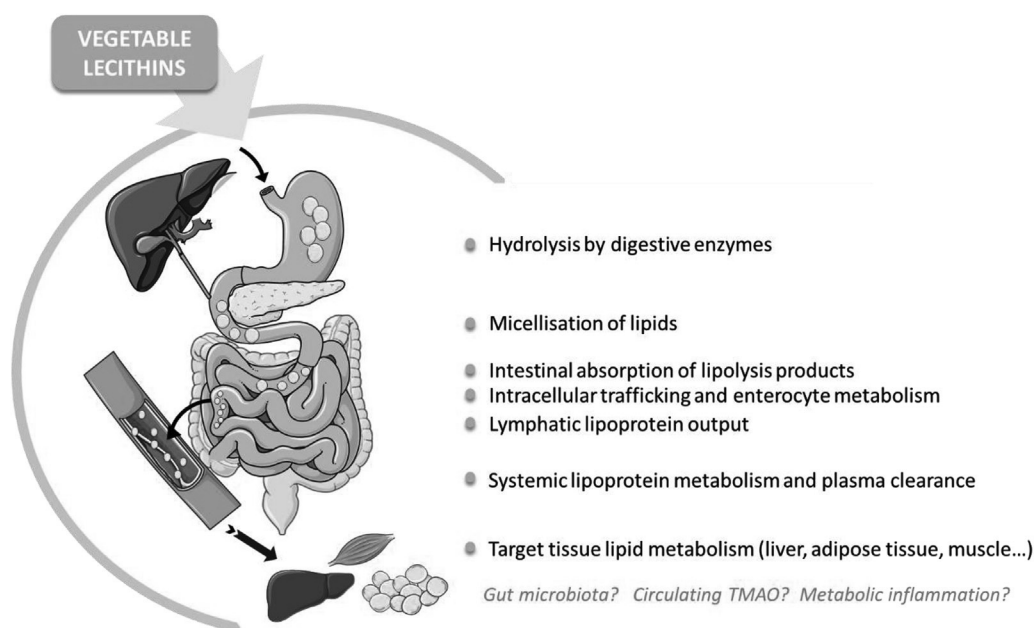 VEGETABLE
LECITHINS
Hydrolysis by digestive enzymes
Micellisation of lipids
Intestinal absorption of lipolysis products
Intracellular trafficking and enterocyte metabolism
Lymphatic lipoprotein output
Systemic lipoprotein metabolism and plasma clearance
Target tissue lipid metabolism (liver, adipose tissue, muscle...)
Gut microbiota? Circulating TMAO? Metabolic inflammation?